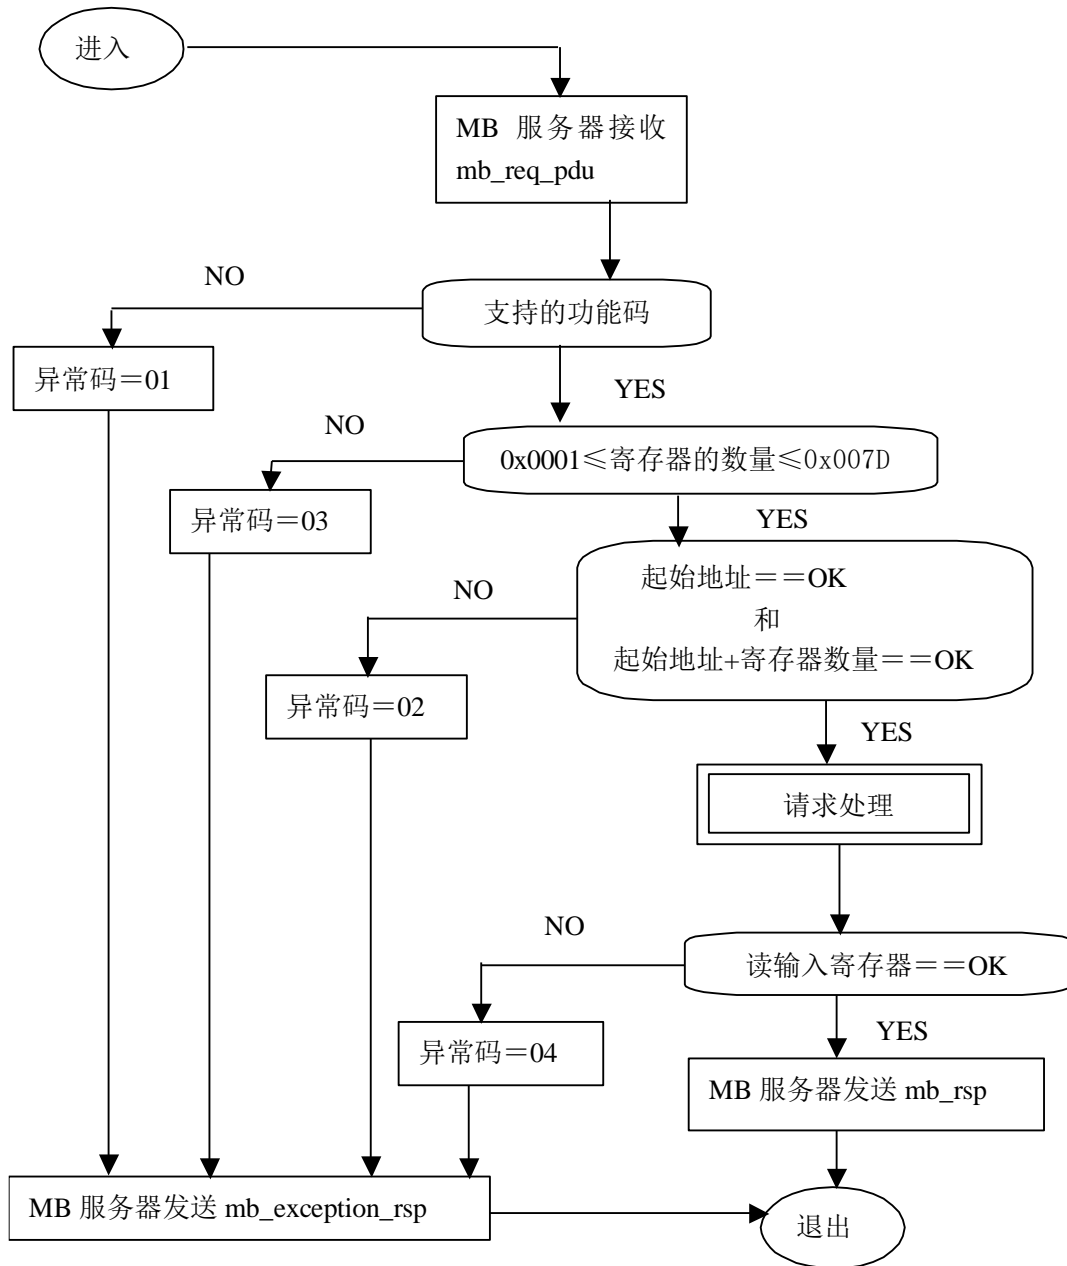 进入
MB 服务器接收
mb_req_pdu
NO
支持的功能码
异常码＝01
YES
NO
0x0001≤寄存器的数量≤0x007D
异常码＝03
YES
起始地址＝＝OK
NO
和
起始地址+寄存器数量＝＝OK
异常码＝02
YES
请求处理
NO
读输入寄存器＝＝OK
YES
异常码＝04
MB 服务器发送 mb_rsp
MB 服务器发送 mb_exception_rsp
退出